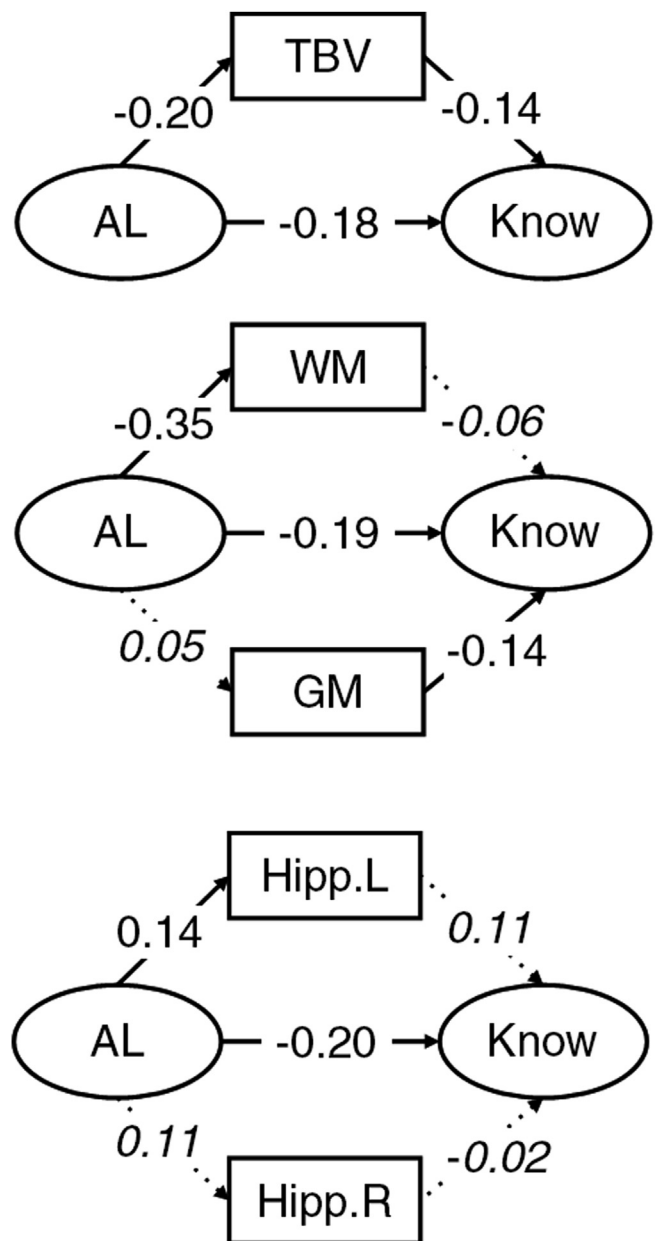 TBV
-0.20
-0.14
AL
-0.18
Know
WM
-0.35
-0.06
AL
-0.19
Know
0.05
-0.14
GM
Hipp.L
0.14
0.11
AL
-0.20
Know
0.11
-0.02
Hipp.R